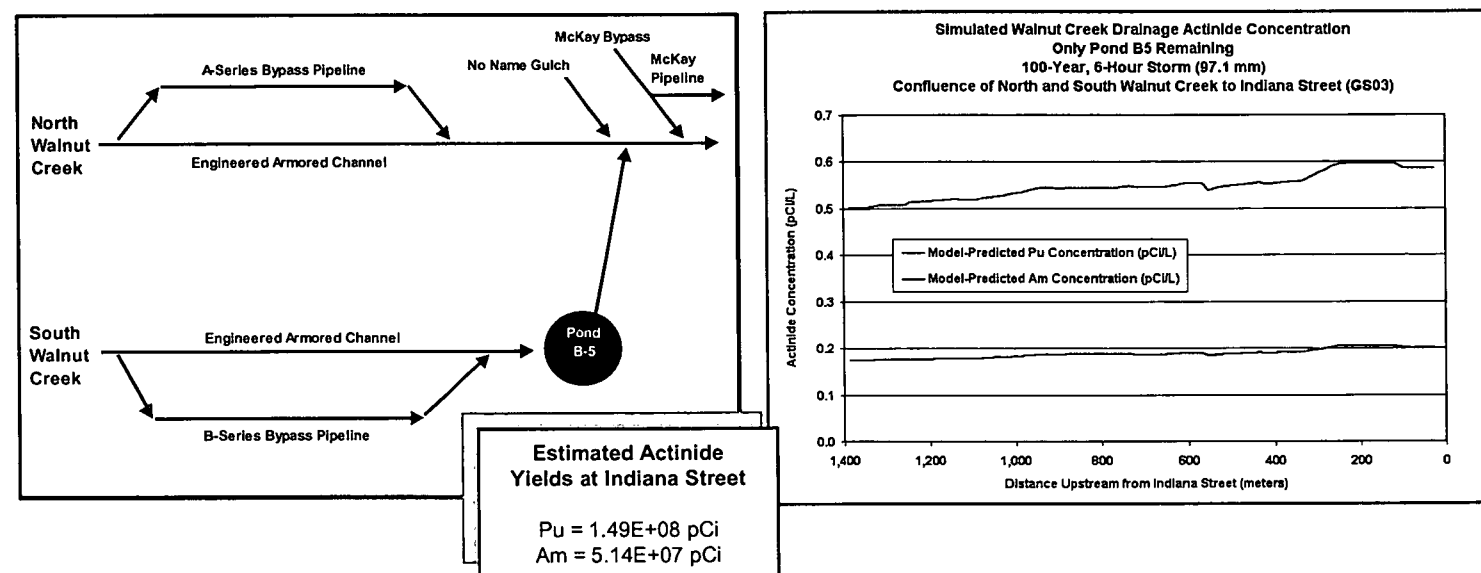 McKay Bypass
McKay
Pipeline
A-Series Bypass Pipeline
No Name Gulch
North
Walnut
Creek
Engineered Armored Channel
South
Walnut
Creek
Engineered Armored Channel
Pond
B-5
B-Series Bypass Pipeline
Estimated Actinide
Yields at Indiana Street
Pu = 1.49E+08 pCi
Am = 5.14E+07 pCi
Simulated Walnut Creek Drainage Actinide Concentration
Only Pond B5 Remaining
100-Year, 6-Hour Storm (97.1 mm)
Confluence of North and South Walnut Creek to Indiana Street (GS03)
Actinide Concentration (pCi/L)
0.7
0.6
0.5
0.4
0.3
0.2
0.1
0.0
Model-Predicted Pu Concentration (pCi/L)
Model-Predicted Am Concentration (pCi/L)
1,400 1,200 1,000 800 600 400 200 0
Distance Upstream from Indiana Street (meters)